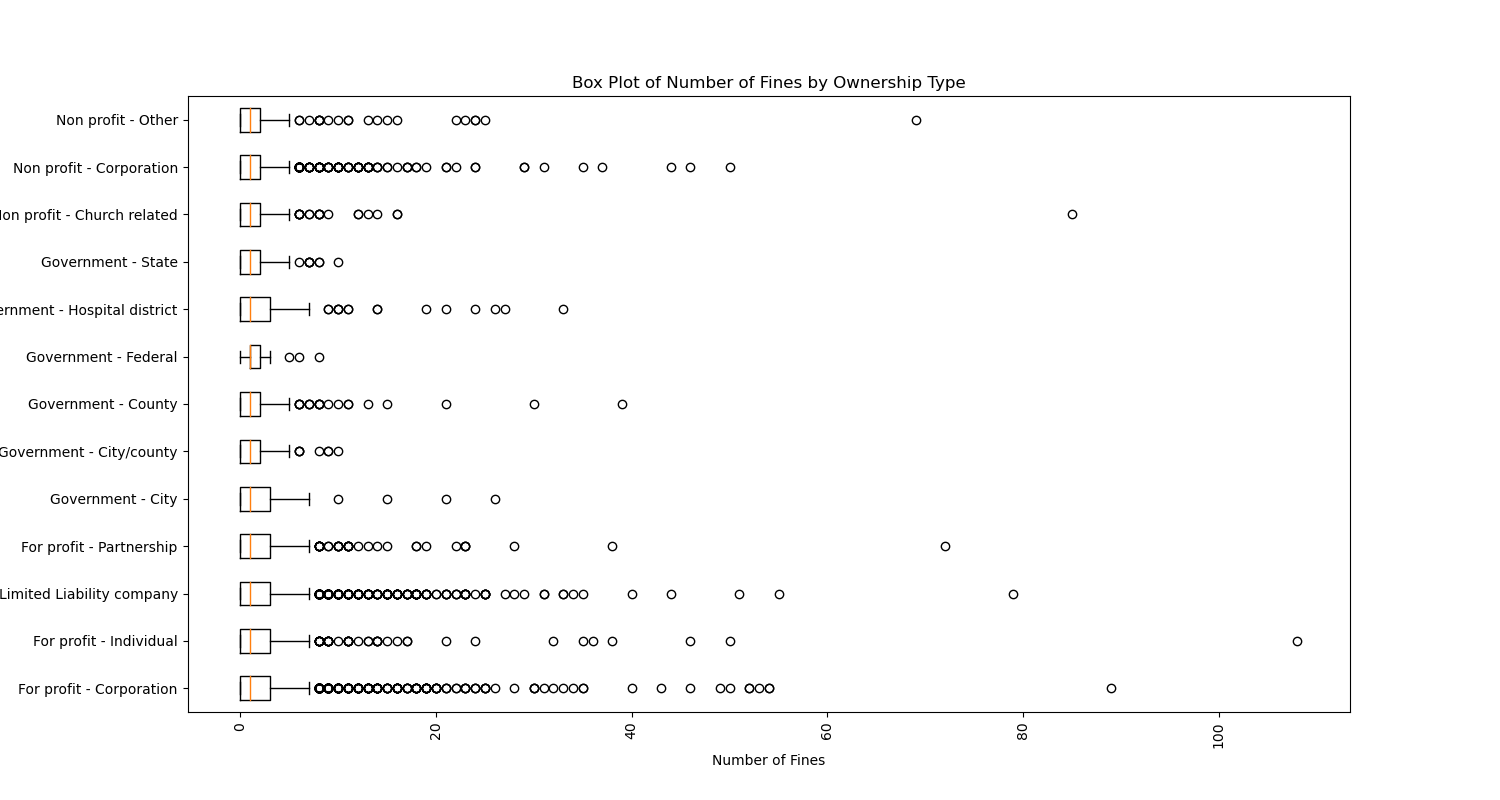 Box Plot of Number of Fines by Ownership Type
Non profit - Other
Non profit - Corporation
profit - Church related
Government - State
- Hospital district
Government - Federal
Government - County
Government - City/county
Government - City
For profit - Partnership
Limited Liability company
For profit - Individual
For profit - Corporation
0 20 40 60 80 100
Number of Fines